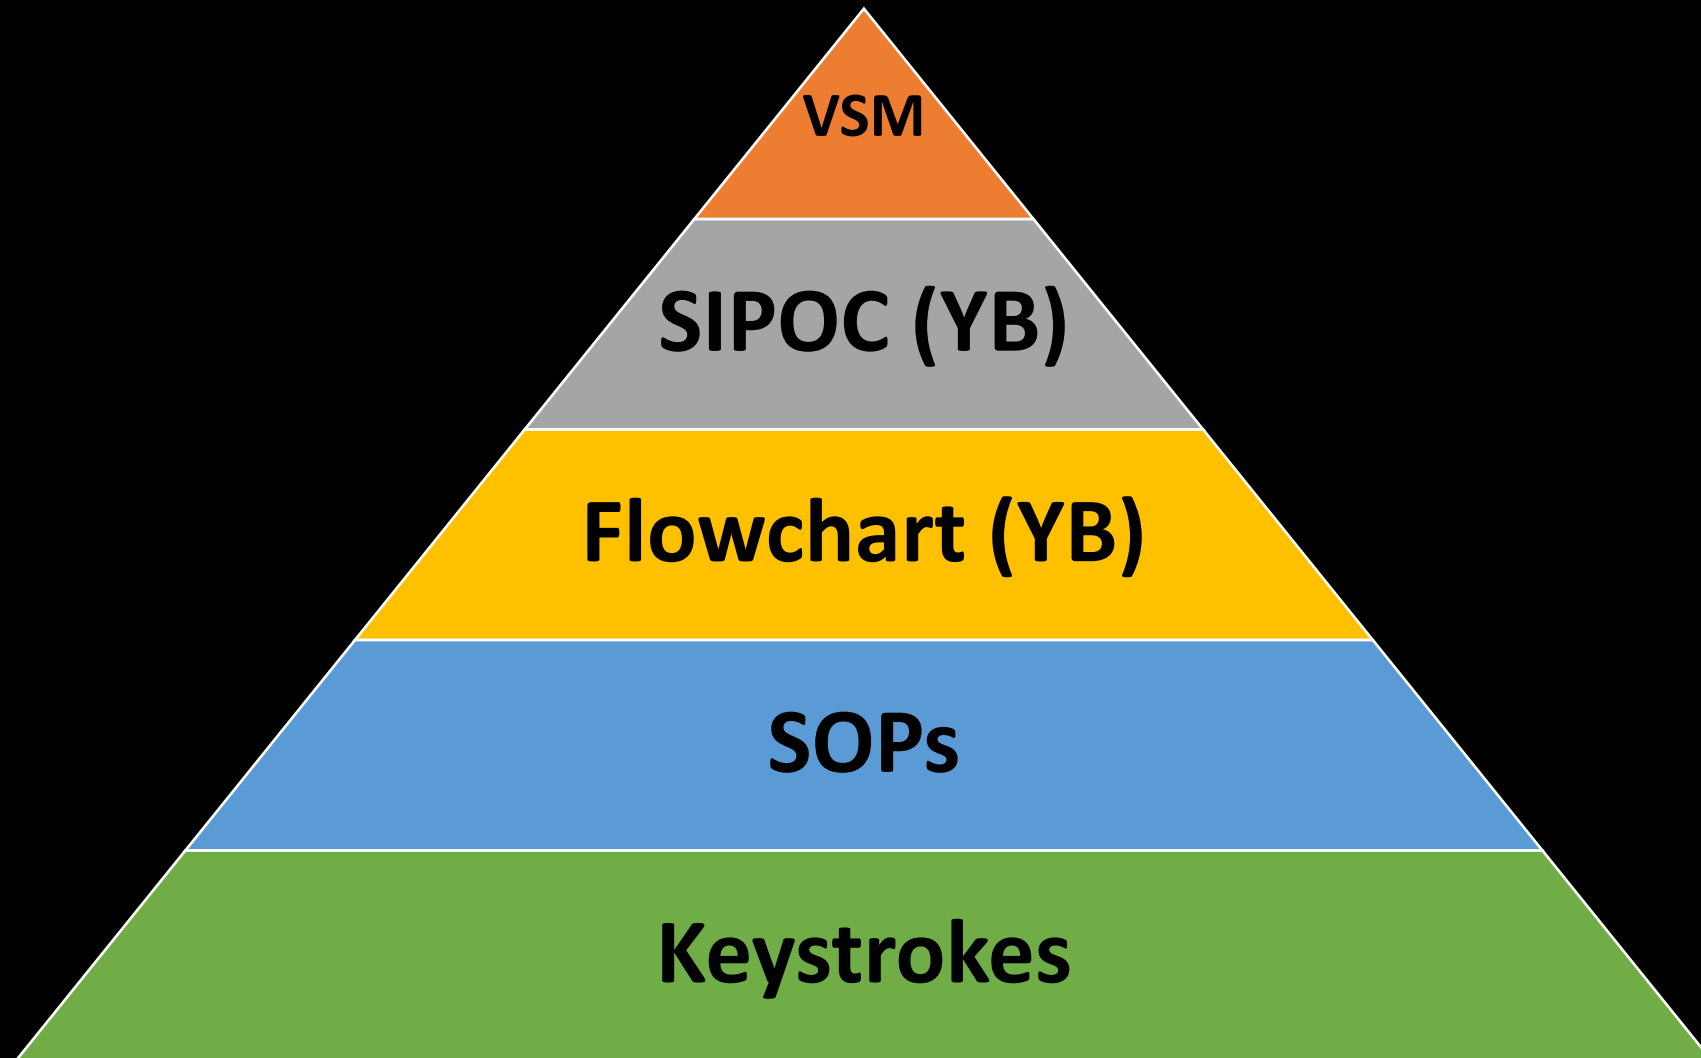 VSM
SIPOC (YB)
Flowchart (YB)
SOPs
Keystrokes